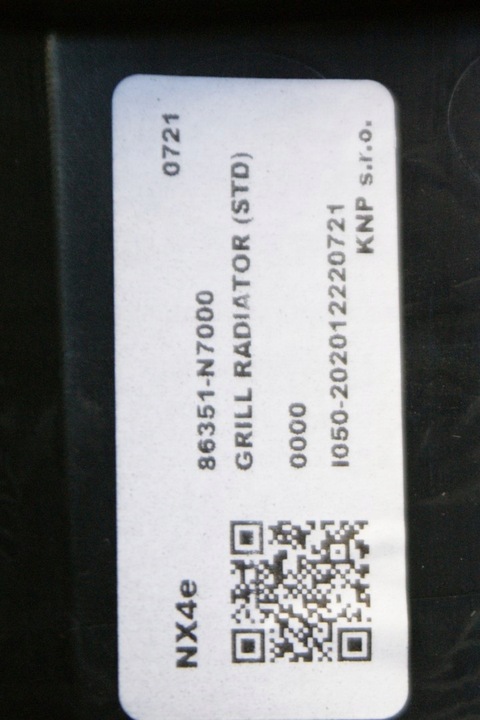 NX4e 0721
86351-N7000
GRILL RADIATOR (STD)
0000
I050-202012220721
KNP s.r.o.